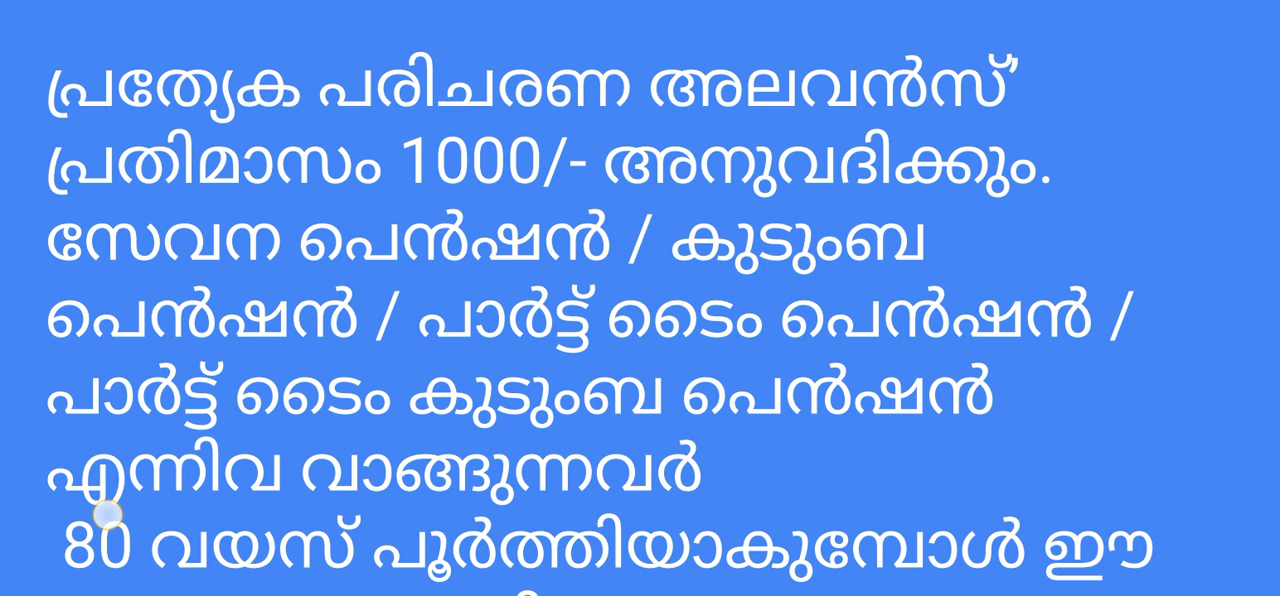 പ്രത്യേക പരിചരണ അലവൻസ്’
പ്രതിമാസം 1000/- അനുവദിക്കും.
സേവന പെൻഷൻ / കുടുംബ
പെൻഷൻ / പാർട്ട് ടൈം പെൻഷൻ /
പാർട്ട് ടൈം കുടുംബ പെൻഷൻ
എന്നിവ വാങ്ങുന്നവർ
80 വയസ് പൂർത്തിയാകുമ്പോൾ ഈ